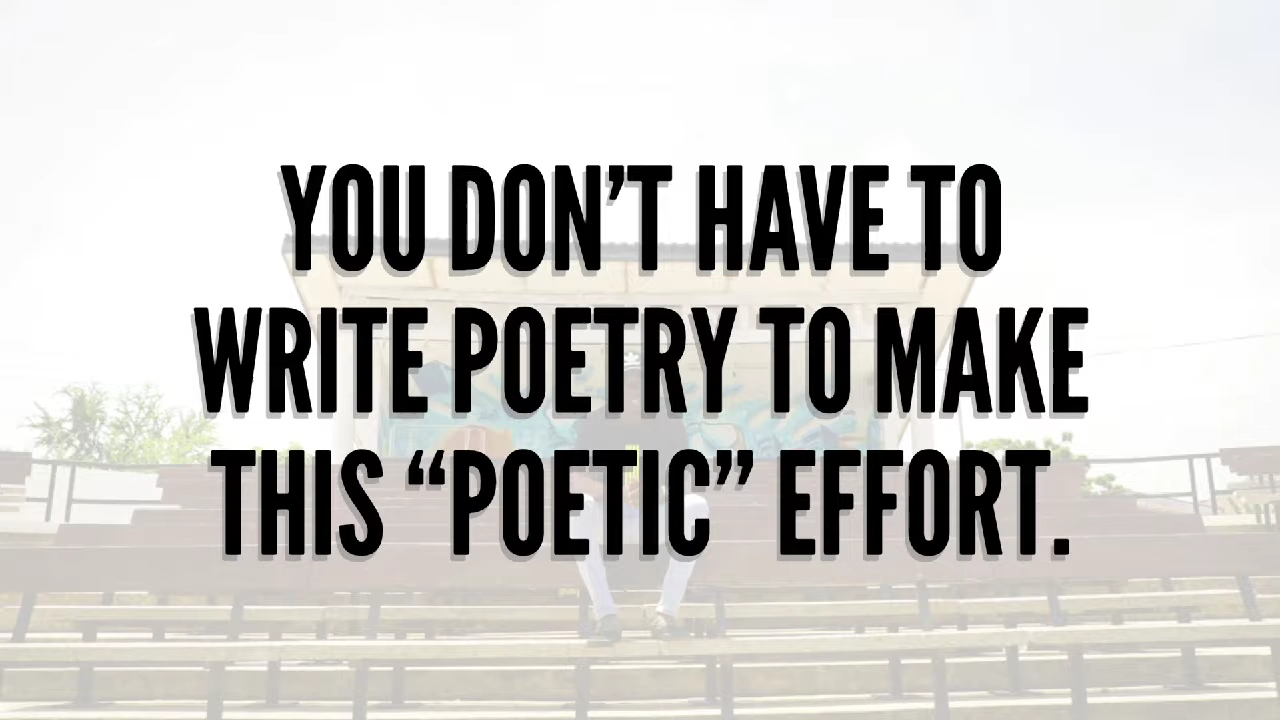 YOU DON’T HAVE TO
WRITE POETRY TO MAKE
THIS “POETIC” EFFORT.